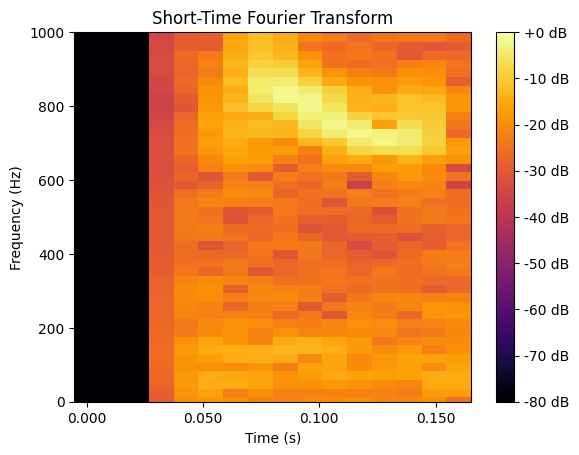 Short-Time Fourier Transform
1000
800
600
400
200
0
Frequency (Hz)
0.000
0.050
0.100
0.150
Time (s)
+0 dB
-10 dB
-20 dB
-30 dB
-40 dB
-50 dB
-60 dB
-70 dB
-80 dB